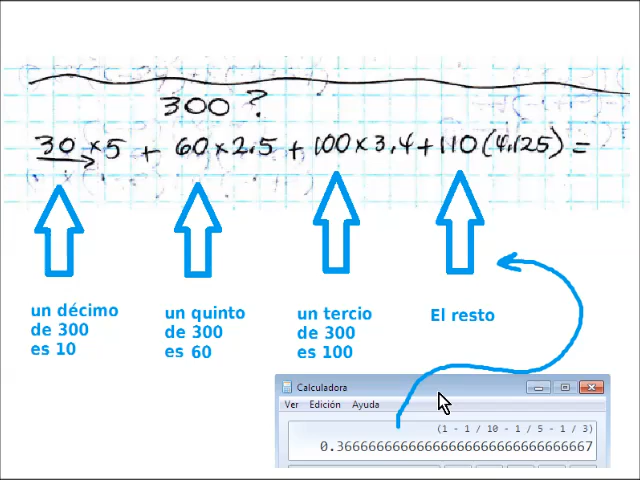 300 ?
30 × 5 + 60 × 2.5 + 100 × 3.4 + 110 (4.125) =
un décimo
de 300
es 10
un quinto
de 300
es 60
un tercio
de 300
es 100
El resto
Calculadora
Ver Edición Ayuda
(1 - 1 / 10 - 1 / 5 - 1 / 3)
0.36666666666666666666666666666667